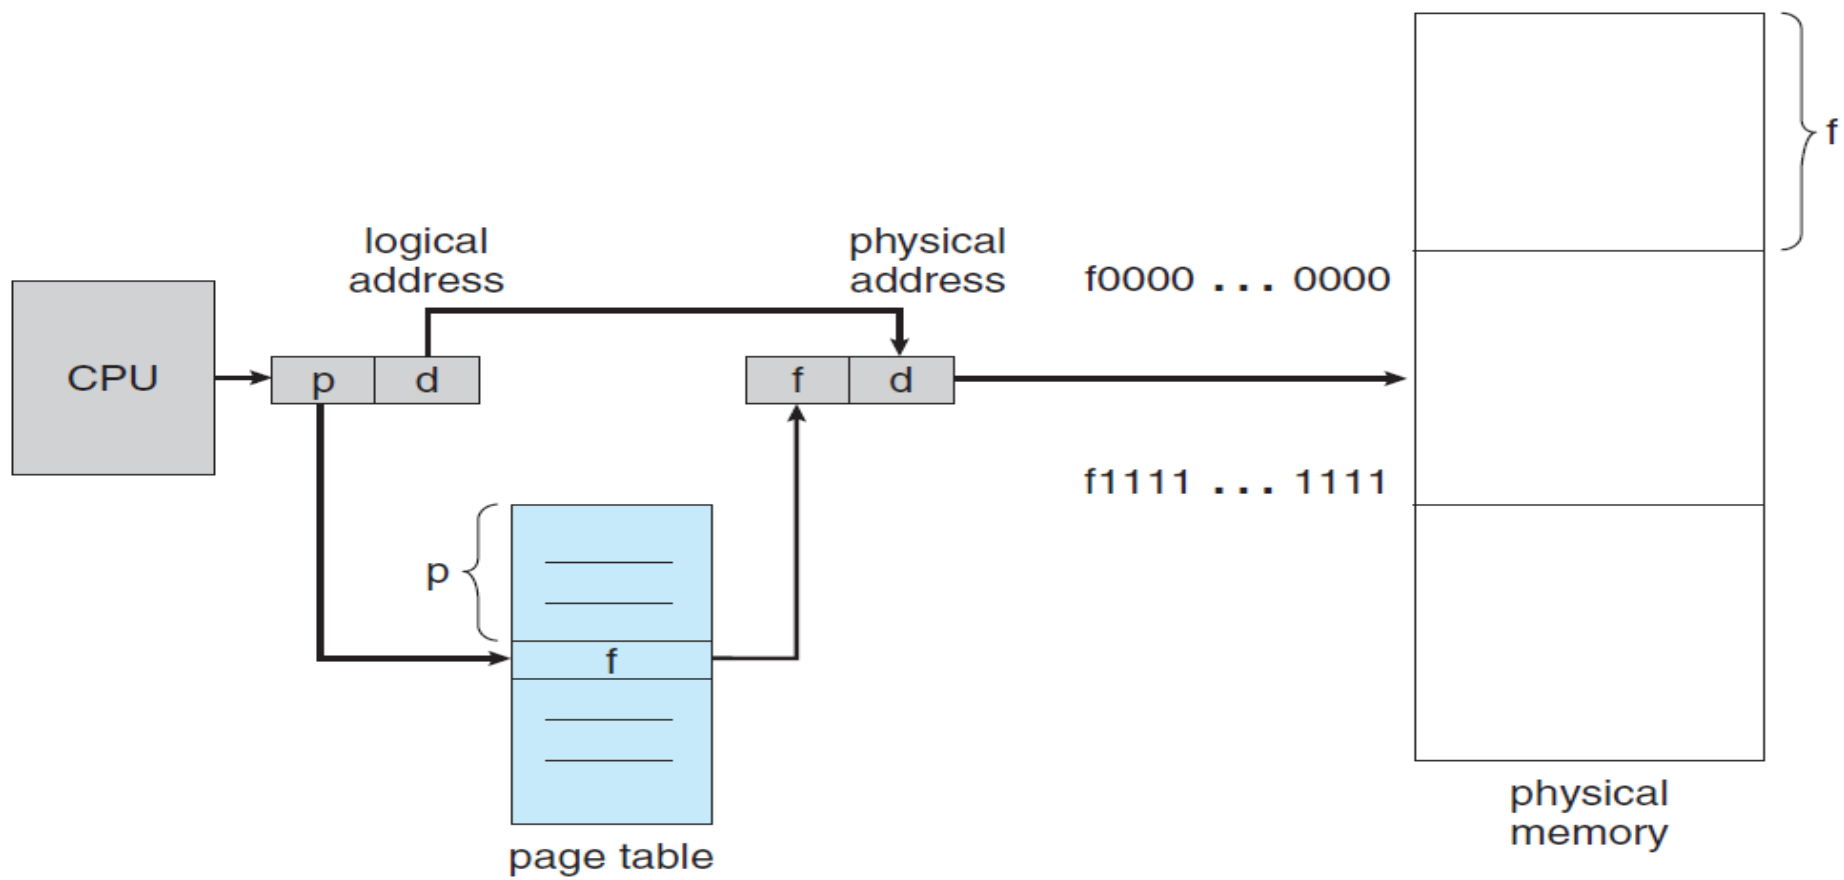 f
logical
address
physical
address
f0000 ... 0000
CPU
p
d
f
d
f1111 ... 1111
p
f
physical
memory
page table